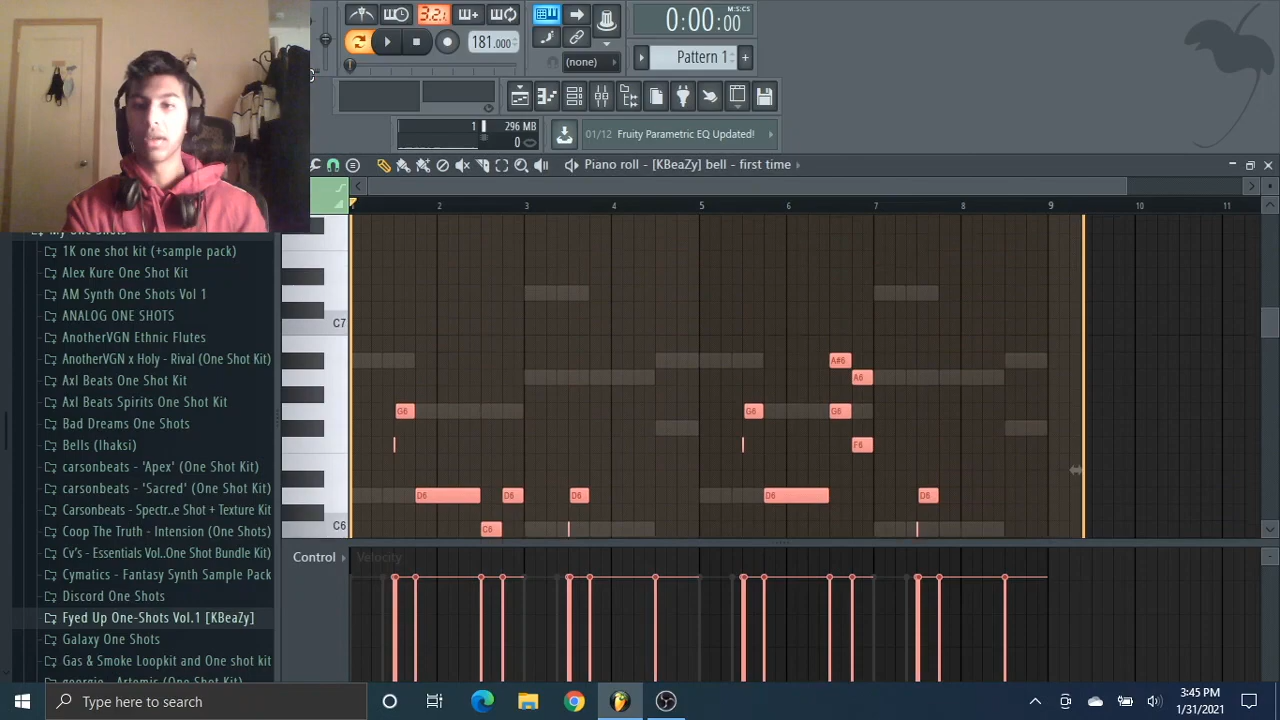 3.2.
181.000
0:00:00
M:S:CS
(none)
Pattern 1
+
1
296 MB
0
01/12 Fruity Parametric EQ Updated!
Piano roll - [KBeaZy] bell - first time
2 3 4 5 6 7 8 9 10 11
1K one shot kit (+sample pack)
Alex Kure One Shot Kit
AM Synth One Shots Vol 1
ANALOG ONE SHOTS
AnotherVGN Ethnic Flutes
AnotherVGN x Holy - Rival (One Shot Kit)
Axl Beats One Shot Kit
Axl Beats Spirits One Shot Kit
Bad Dreams One Shots
Bells (lhaksi)
carsonbeats - 'Apex' (One Shot Kit)
carsonbeats - 'Sacred' (One Shot Kit)
Carsonbeats - Spectr..e Shot + Texture Kit
Coop The Truth - Intension (One Shots)
Cv's - Essentials Vol..One Shot Bundle Kit)
Cymatics - Fantasy Synth Sample Pack
Discord One Shots
Fyed Up One-Shots Vol.1 [KBeaZy]
Galaxy One Shots
Gas & Smoke Loopkit and One shot kit
C7
A#6
A6
G6 G6 G6
F6
D6 D6 D6 D6 D6
C6 C6
Control
Velocity
Type here to search
3:45 PM
1/31/2021